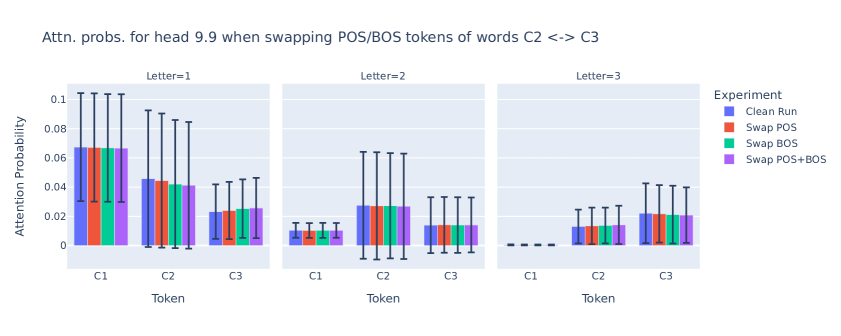 Attn. probs. for head 9.9 when swapping POS/BOS tokens of words C2 <-> C3
Letter=1
Letter=2
Letter=3
Experiment
Clean Run
Swap POS
Swap BOS
Swap POS+BOS
Attention Probability
0.1
0.08
0.06
0.04
0.02
0
C1 C2 C3
C1 C2 C3
C1 C2 C3
Token
Token
Token